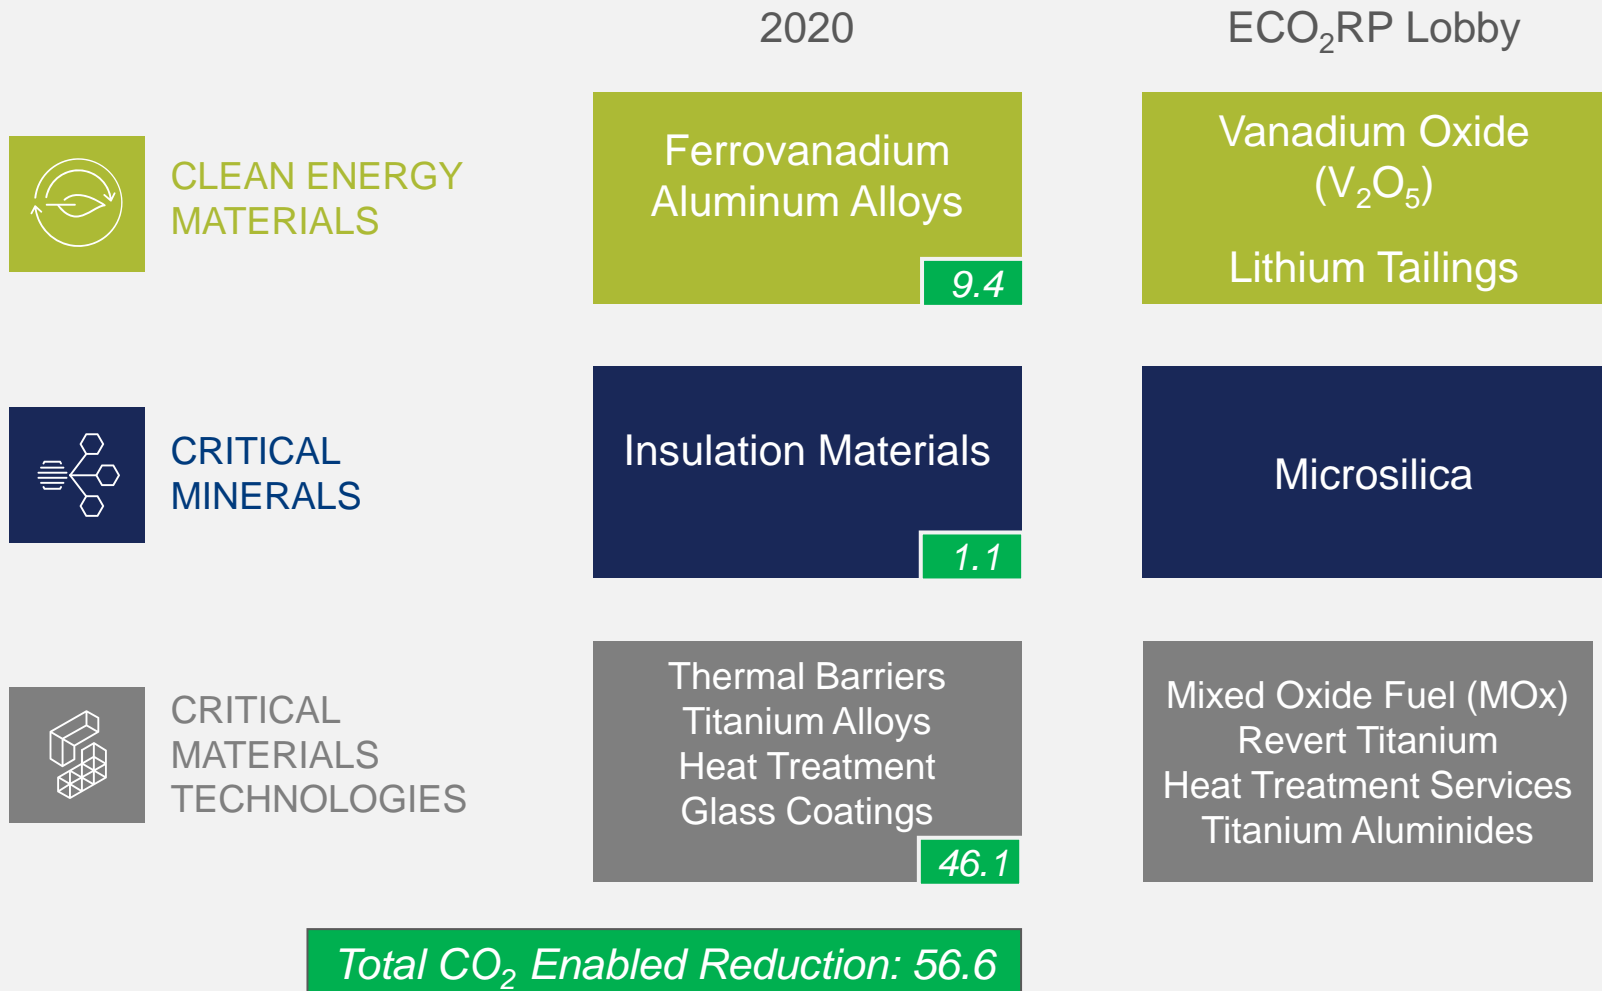 2020
ECO₂RP Lobby
CLEAN ENERGY
MATERIALS
Ferrovanadium
Aluminum Alloys
9.4
Vanadium Oxide
(V₂O₅)
Lithium Tailings
CRITICAL
MINERALS
Insulation Materials
1.1
Microsilica
CRITICAL
MATERIALS
TECHNOLOGIES
Thermal Barriers
Titanium Alloys
Heat Treatment
Glass Coatings
46.1
Mixed Oxide Fuel (MOx)
Revert Titanium
Heat Treatment Services
Titanium Aluminides
Total CO₂ Enabled Reduction: 56.6